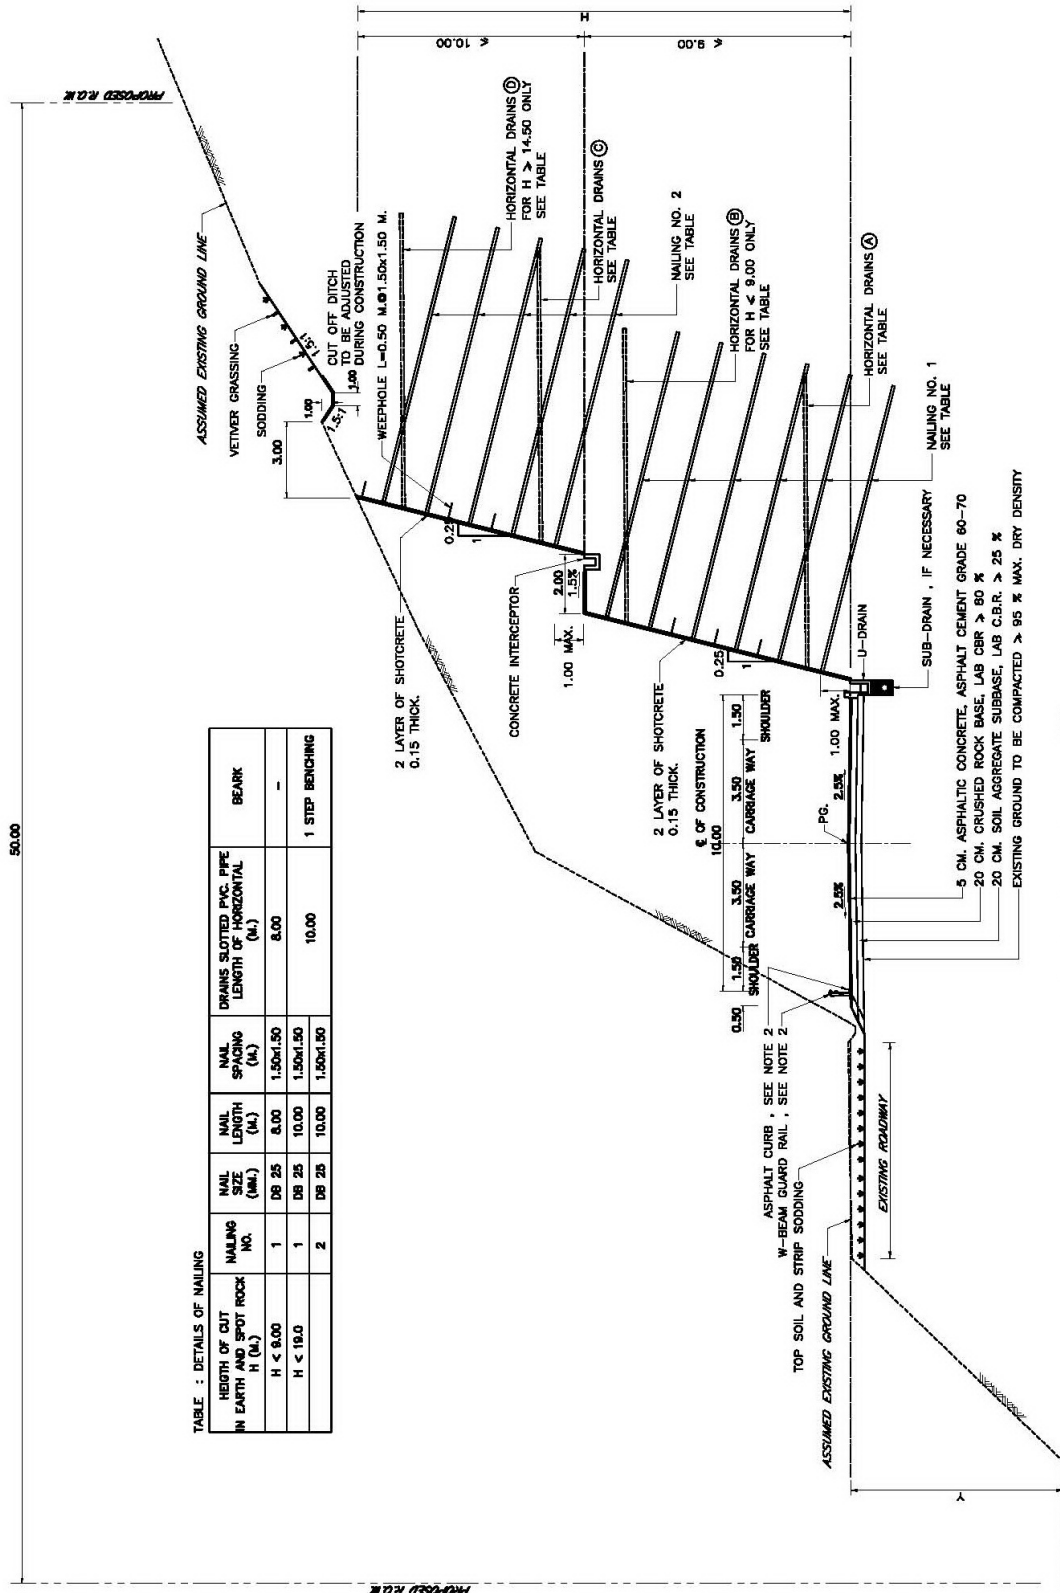 50.00
PROPOSED R.O.W.
PROPOSED R.O.W.
TABLE : DETAILS OF NAILING
HEIGTH OF CUT IN EARTH AND SPOT ROCK H (M.)
NAILING NO.
NAIL SIZE (MM.)
NAIL LENGTH (M.)
NAIL SPACING (M.)
DRAINS SLOTTED PVC. PIPE LENGTH OF HORIZONTAL (M.)
BEARK
H < 9.00 1 DB 25 8.00 1.50x1.50 8.00 -
H < 19.0 1 DB 25 10.00 1.50x1.50 10.00 1 STEP BENCHING
2 DB 25 10.00 1.50x1.50
ASSUMED EXISTING GROUND LINE
VETIVER GRASSING
SODDING
1.5:1
3.00
1.00
1.5:1
1.00
CUT OFF DITCH
TO BE ADJUSTED
DURING CONSTRUCTION
WEEPHOLE L=0.50 M.@1.50x1.50 M.
HORIZONTAL DRAINS D
FOR H > 14.50 ONLY
SEE TABLE
HORIZONTAL DRAINS C
SEE TABLE
NAILING NO. 2
SEE TABLE
HORIZONTAL DRAINS B
FOR H < 9.00 ONLY
SEE TABLE
HORIZONTAL DRAINS A
SEE TABLE
NAILING NO. 1
SEE TABLE
H
≯ 10.00
≯ 9.00
2 LAYER OF SHOTCRETE
0.15 THICK.
0.25
1
CONCRETE INTERCEPTOR
2.00
1.5%
1.00 MAX.
2 LAYER OF SHOTCRETE
0.15 THICK.
0.25
1
℄ OF CONSTRUCTION
10.00
0.50
1.50
3.50
3.50
1.50
SHOULDER
CARRIAGE WAY
CARRIAGE WAY
SHOULDER
PG.
2.5%
2.5%
1.00 MAX.
U-DRAIN
SUB-DRAIN , IF NECESSARY
5 CM. ASPHALTIC CONCRETE, ASPHALT CEMENT GRADE 60-70
20 CM. CRUSHED ROCK BASE, LAB CBR > 80 %
20 CM. SOIL AGGREGATE SUBBASE, LAB C.B.R. > 25 %
EXISTING GROUND TO BE COMPACTED > 95 % MAX. DRY DENSITY
ASPHALT CURB , SEE NOTE 2
W-BEAM GUARD RAIL , SEE NOTE 2
TOP SOIL AND STRIP SODDING
EXISTING ROADWAY
ASSUMED EXISTING GROUND LINE
Y